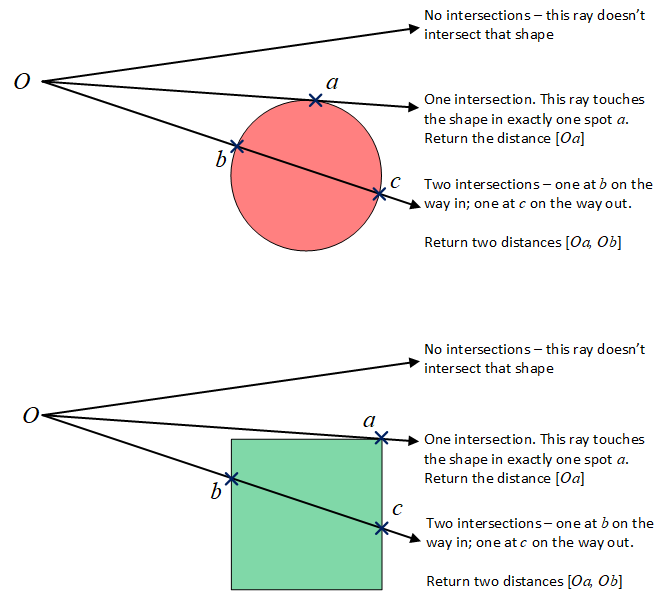 No intersections – this ray doesn't
intersect that shape
O
a
One intersection. This ray touches
the shape in exactly one spot a.
Return the distance [Oa]
b
c
Two intersections – one at b on the
way in; one at c on the way out.
Return two distances [Oa, Ob]
No intersections – this ray doesn't
intersect that shape
O
a
One intersection. This ray touches
the shape in exactly one spot a.
Return the distance [Oa]
b
c
Two intersections – one at b on the
way in; one at c on the way out.
Return two distances [Oa, Ob]